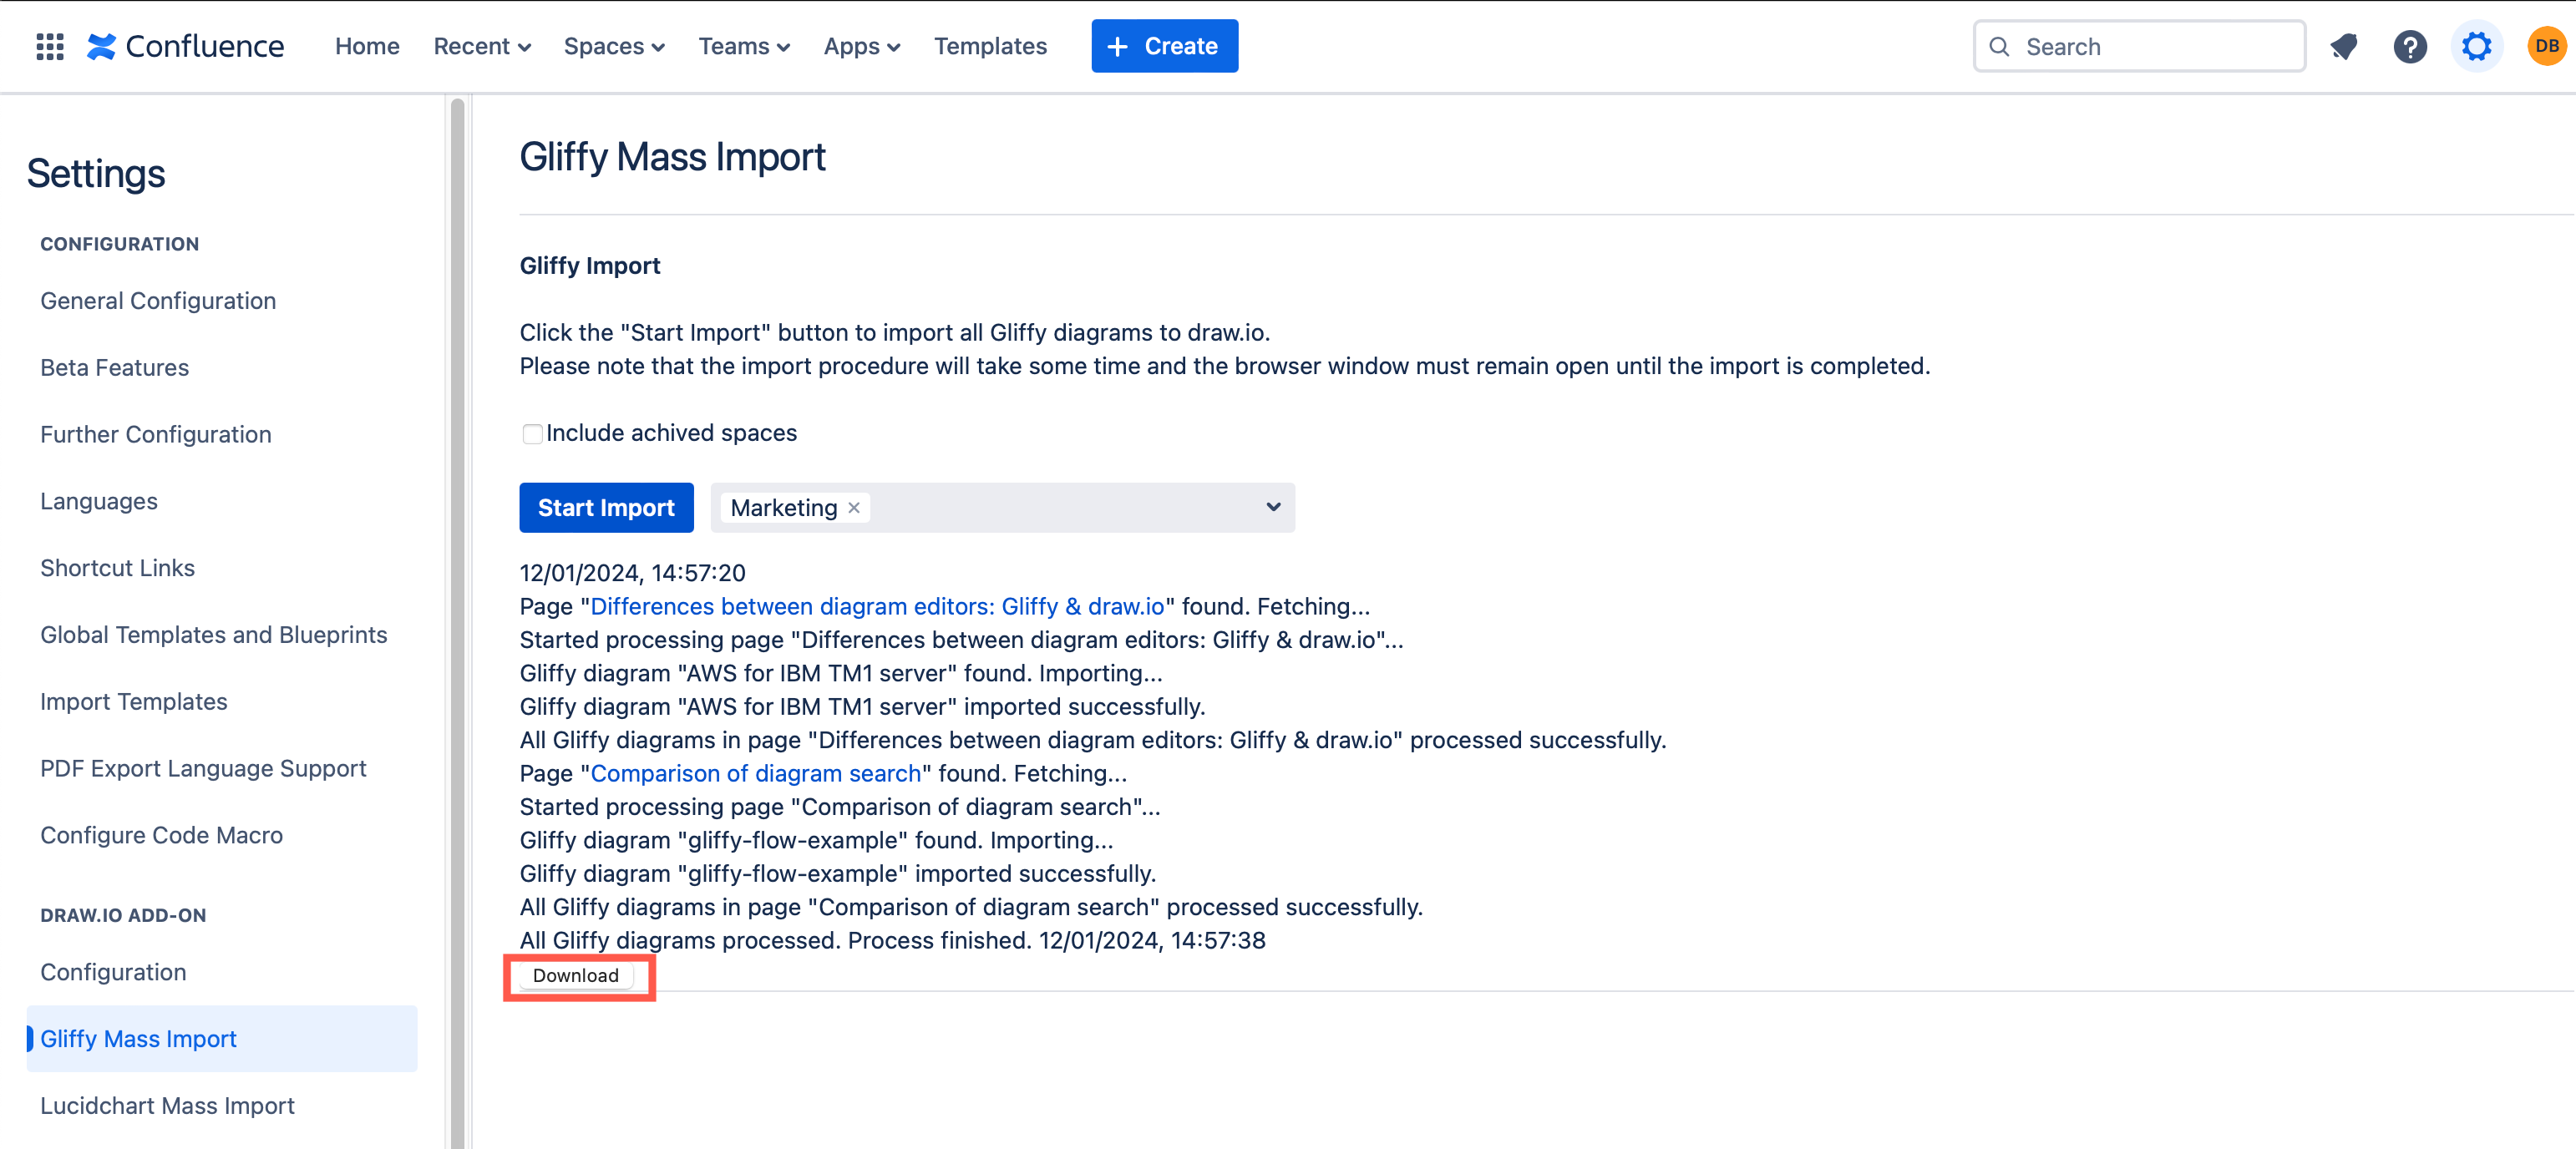 Confluence
Home
Recent
Spaces
Teams
Apps
Templates
+ Create
Search
DB
Settings
CONFIGURATION
General Configuration
Beta Features
Further Configuration
Languages
Shortcut Links
Global Templates and Blueprints
Import Templates
PDF Export Language Support
Configure Code Macro
DRAW.IO ADD-ON
Configuration
Gliffy Mass Import
Lucidchart Mass Import
Gliffy Mass Import
Gliffy Import
Click the "Start Import" button to import all Gliffy diagrams to draw.io.
Please note that the import procedure will take some time and the browser window must remain open until the import is completed.
Include achived spaces
Start Import
Marketing ×
12/01/2024, 14:57:20
Page "Differences between diagram editors: Gliffy & draw.io" found. Fetching...
Started processing page "Differences between diagram editors: Gliffy & draw.io"...
Gliffy diagram "AWS for IBM TM1 server" found. Importing...
Gliffy diagram "AWS for IBM TM1 server" imported successfully.
All Gliffy diagrams in page "Differences between diagram editors: Gliffy & draw.io" processed successfully.
Page "Comparison of diagram search" found. Fetching...
Started processing page "Comparison of diagram search"...
Gliffy diagram "gliffy-flow-example" found. Importing...
Gliffy diagram "gliffy-flow-example" imported successfully.
All Gliffy diagrams in page "Comparison of diagram search" processed successfully.
All Gliffy diagrams processed. Process finished. 12/01/2024, 14:57:38
Download